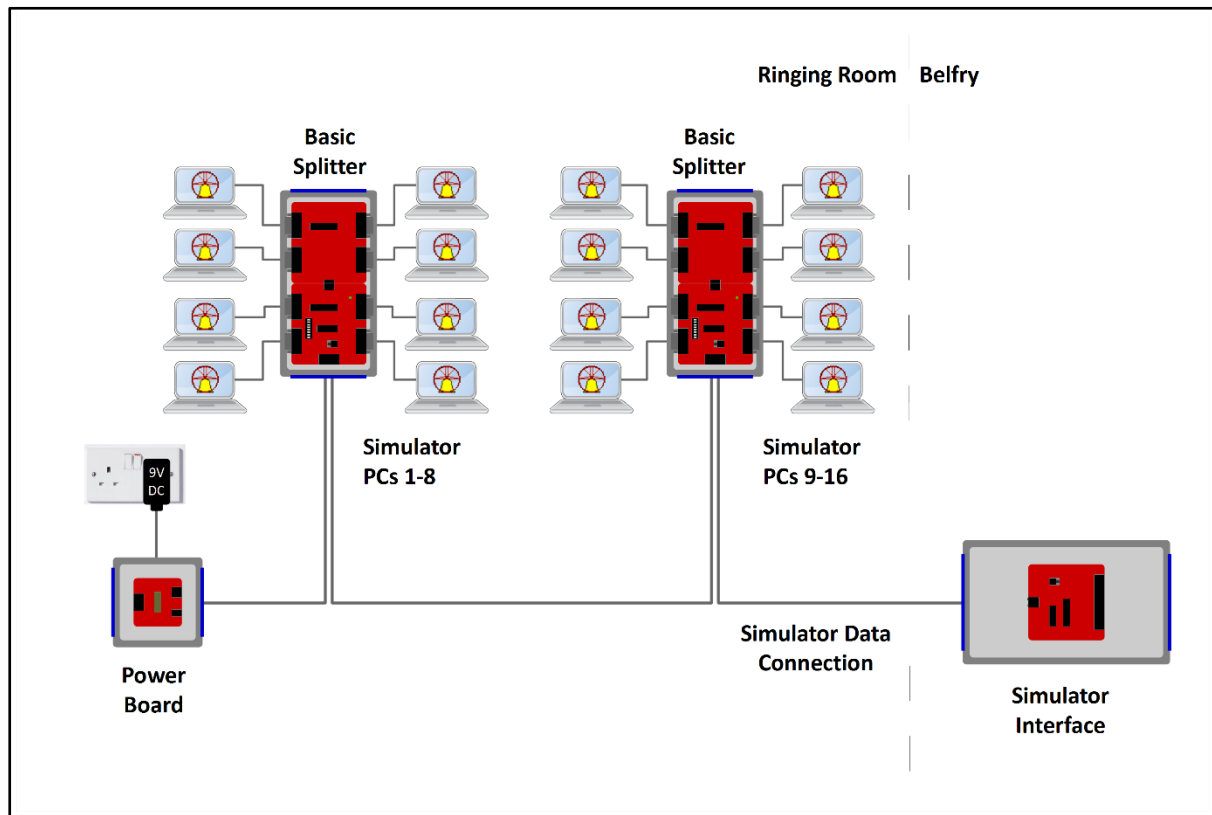 Ringing Room
Belfry
Basic
Splitter
Basic
Splitter
Simulator
PCs 1-8
Simulator
PCs 9-16
9V
DC
Power
Board
Simulator Data
Connection
Simulator
Interface